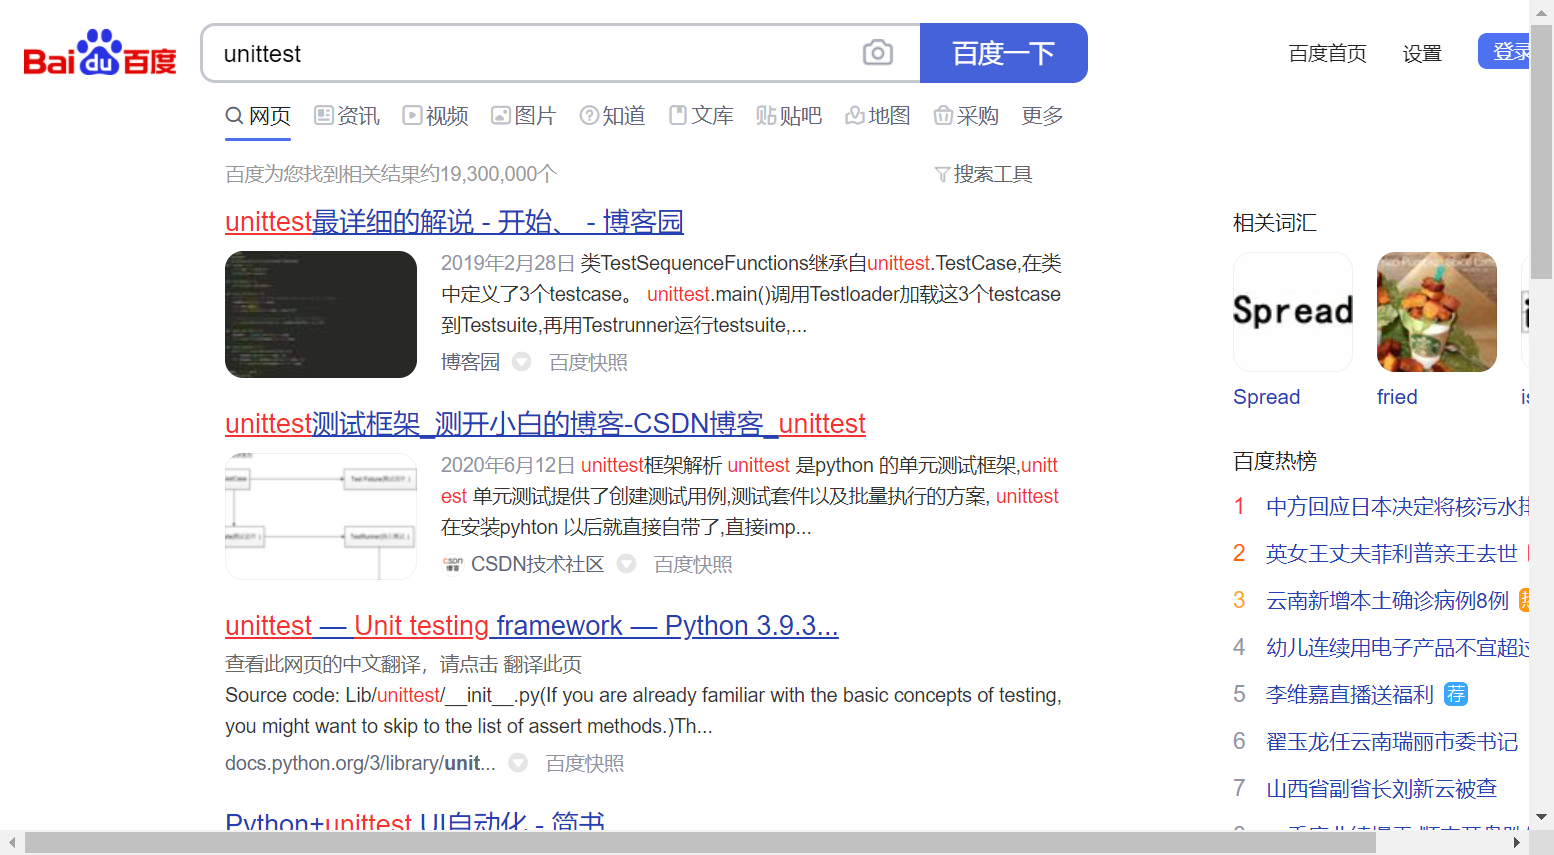 Bai du 百度
unittest
百度一下
百度首页 设置 登录
网页 资讯 视频 图片 知道 文库 贴吧 地图 采购 更多
百度为您找到相关结果约19,300,000个
搜索工具
unittest最详细的解说 - 开始、 - 博客园
2019年2月28日 类TestSequenceFunctions继承自unittest.TestCase,在类
中定义了3个testcase。 unittest.main()调用Testloader加载这3个testcase
到Testsuite,再用Testrunner运行testsuite,...
博客园 百度快照
unittest测试框架_测开小白的博客-CSDN博客_unittest
2020年6月12日 unittest框架解析 unittest 是python 的单元测试框架,unitt
est 单元测试提供了创建测试用例,测试套件以及批量执行的方案, unittest
在安装pyhton 以后就直接自带了,直接imp...
CSDN技术社区 百度快照
unittest — Unit testing framework — Python 3.9.3...
查看此网页的中文翻译，请点击 翻译此页
Source code: Lib/unittest/__init__.py(If you are already familiar with the basic concepts of testing,
you might want to skip to the list of assert methods.)Th...
docs.python.org/3/library/unit... 百度快照
Python+unittest UI自动化 - 简书
相关词汇
Spread
Spread fried
百度热榜
1 中方回应日本决定将核污水排
2 英女王丈夫菲利普亲王去世
3 云南新增本土确诊病例8例 热
4 幼儿连续用电子产品不宜超过
5 李维嘉直播送福利 荐
6 翟玉龙任云南瑞丽市委书记
7 山西省副省长刘新云被查